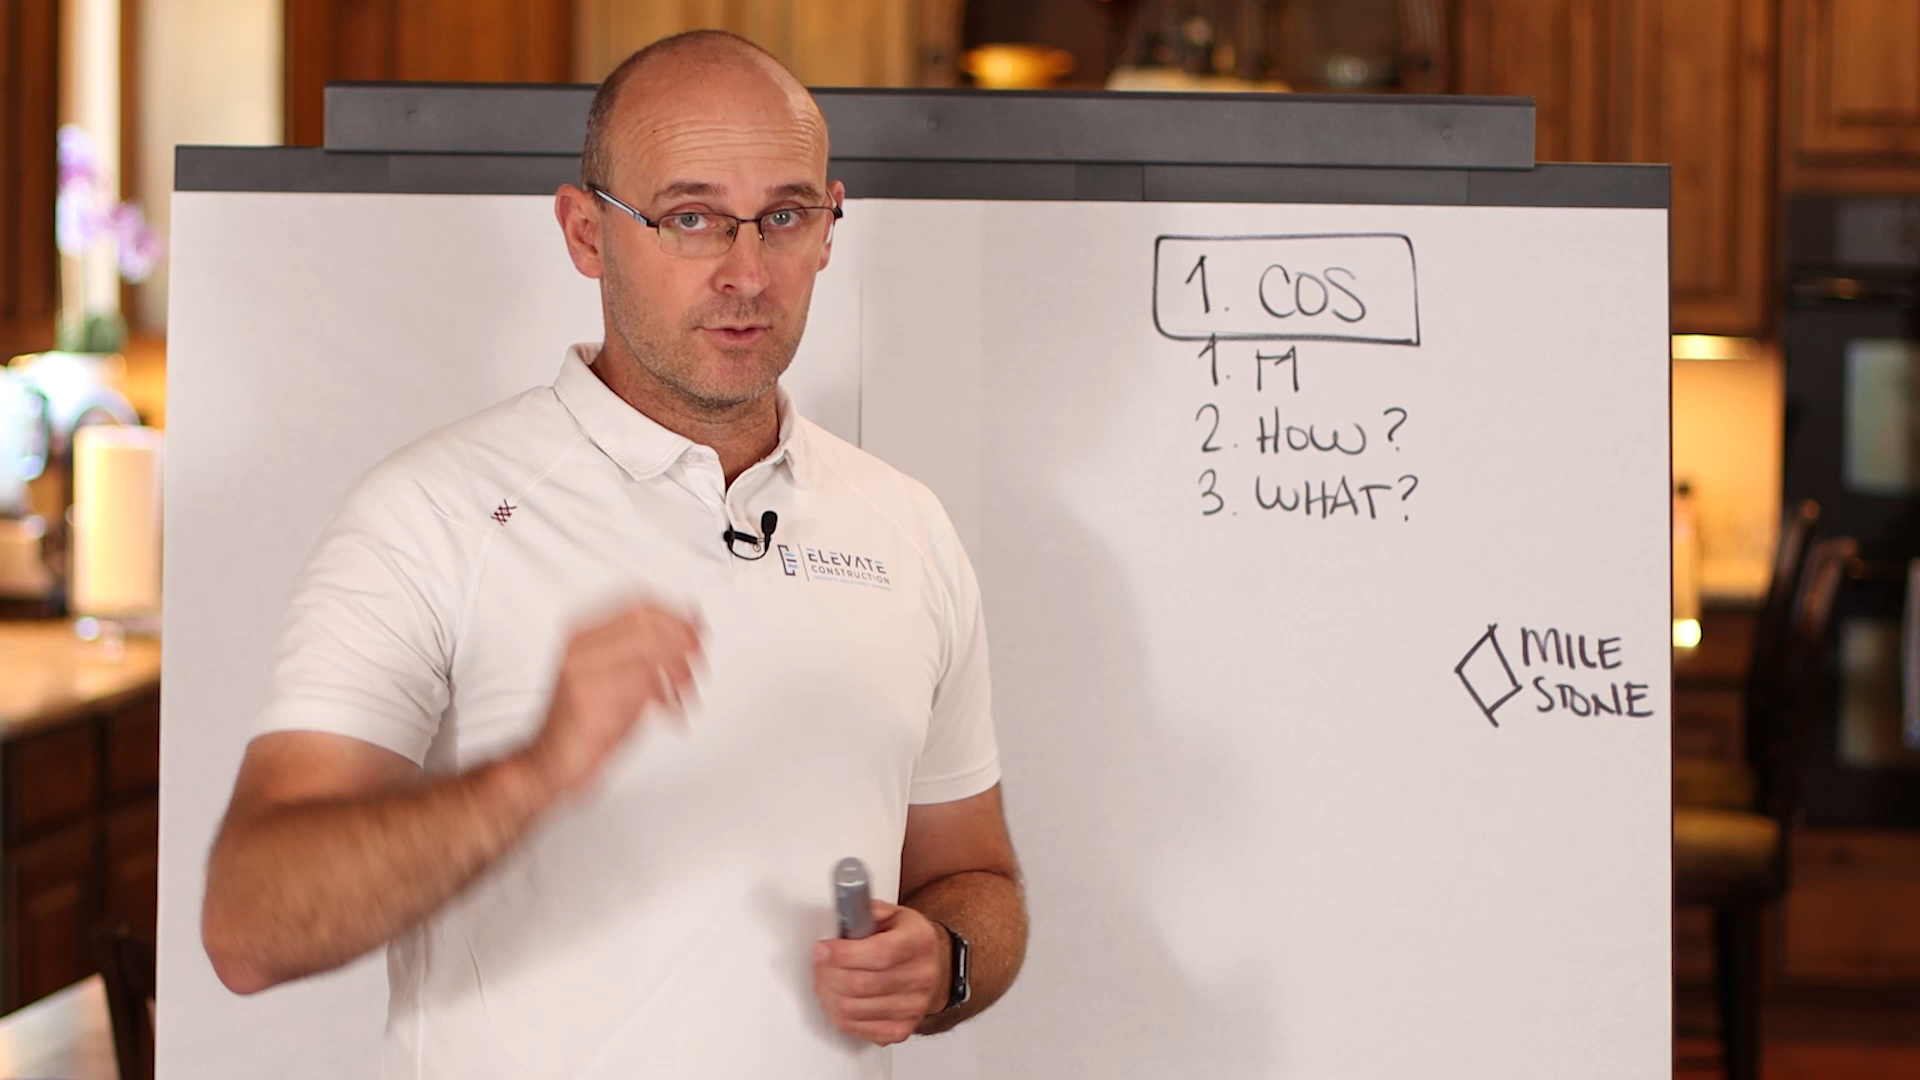 1. COS
1. M
2. HOW?
3. WHAT?
MILE
STONE
ELEVATE
CONSTRUCTION